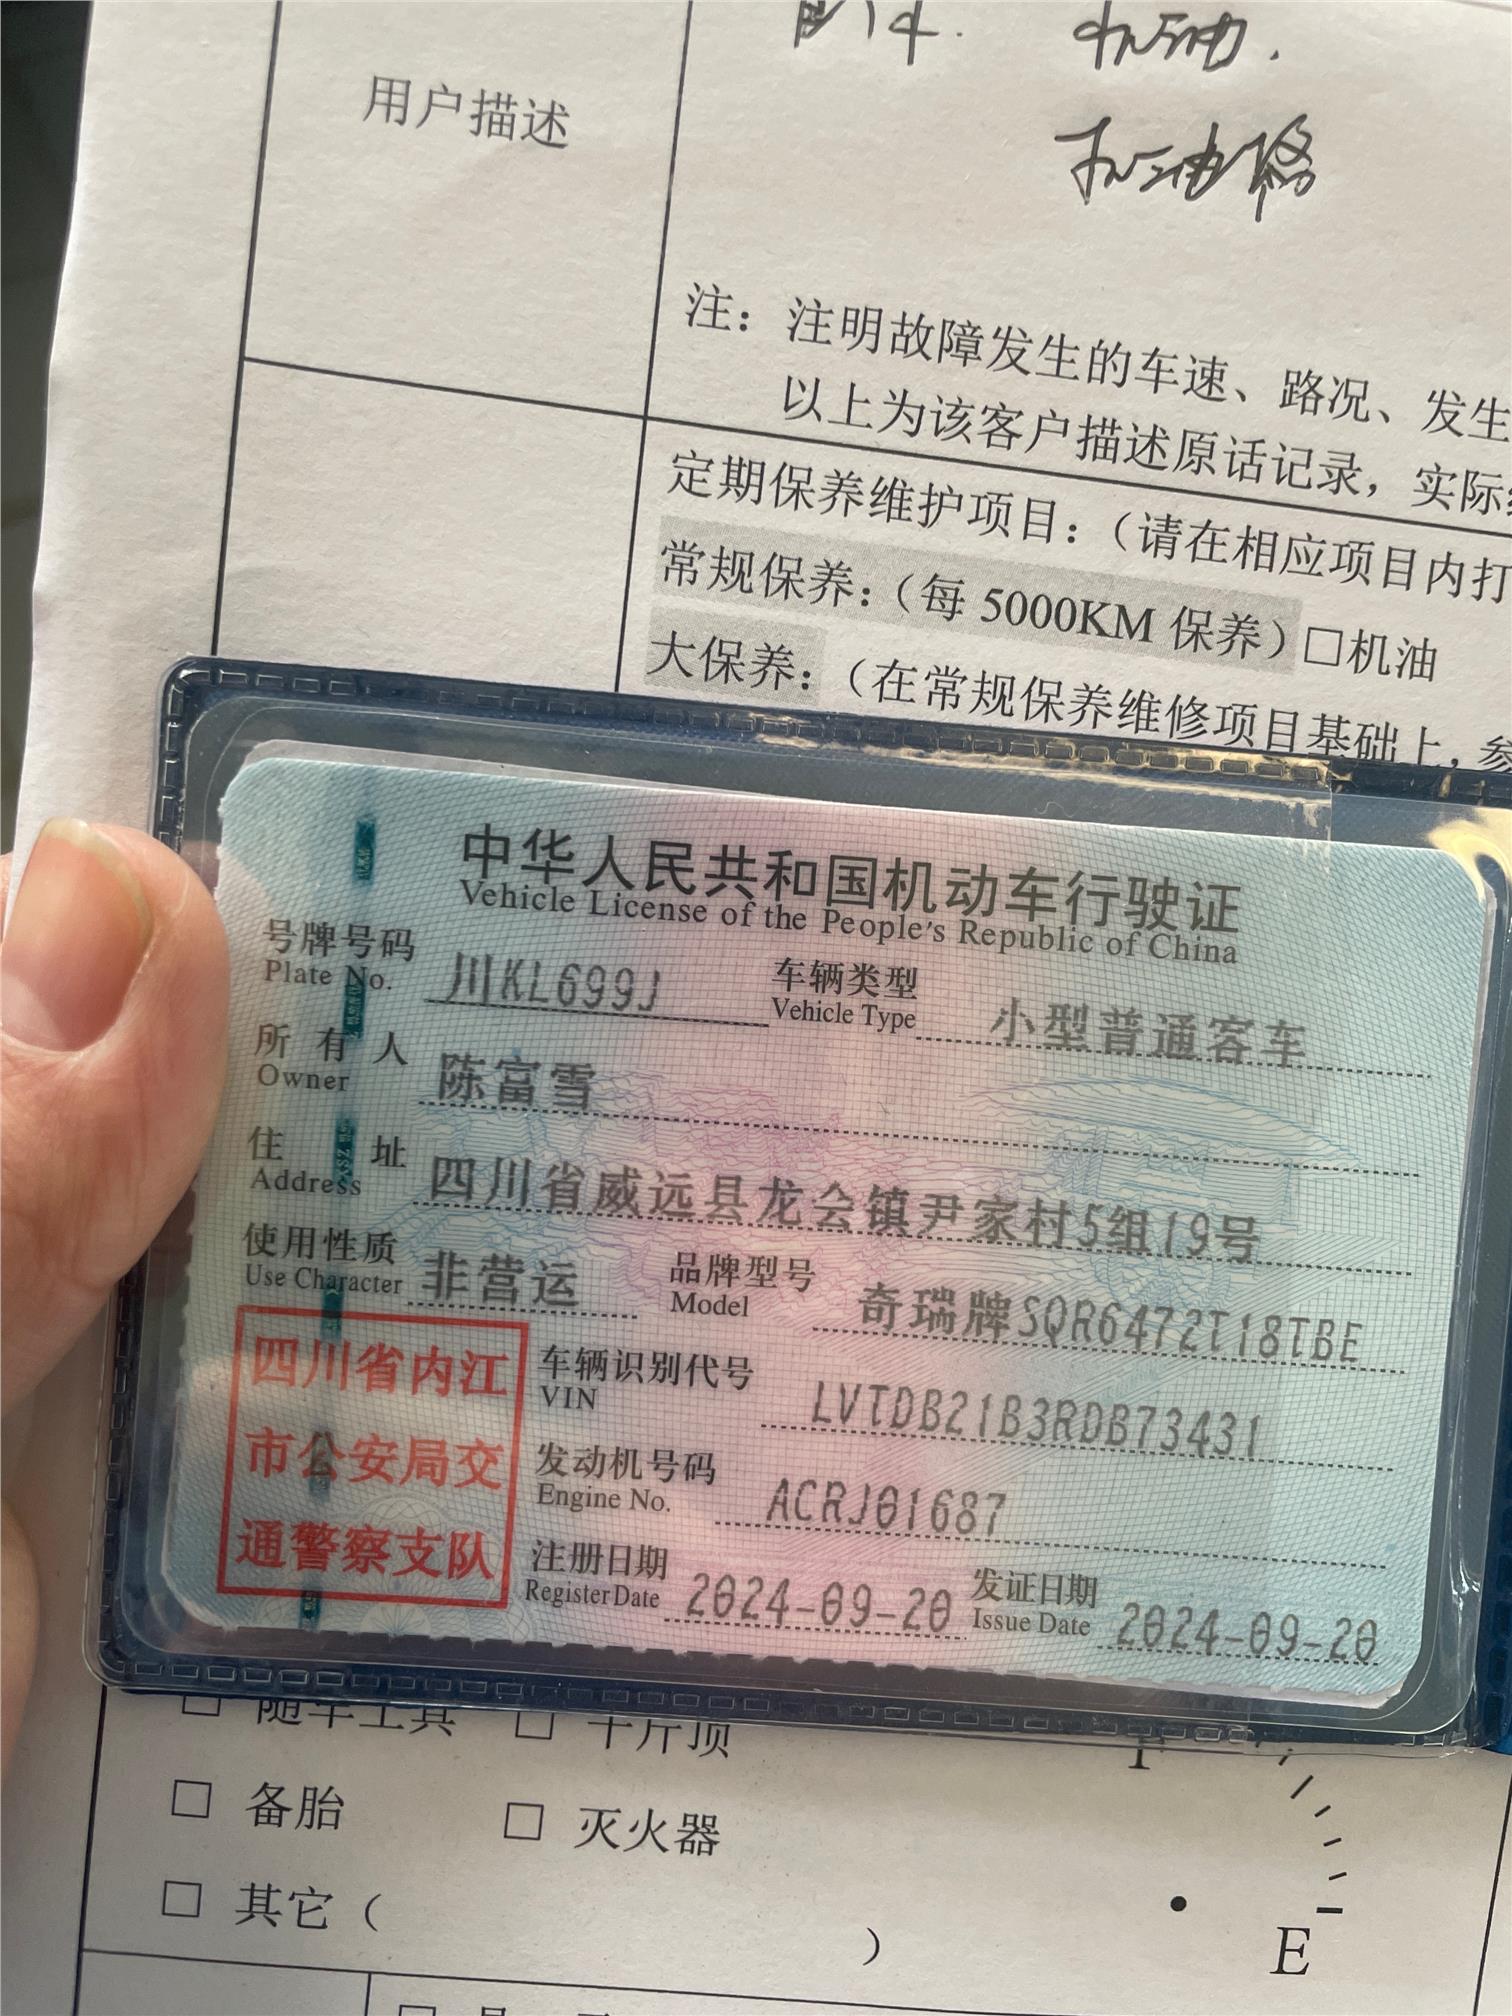 附件. 机油.
机油格
用户描述
注：注明故障发生的车速、路况、发生
以上为该客户描述原话记录，实际
定期保养维护项目：（请在相应项目内打
常规保养：（每 5000KM 保养）□机油
大保养：（在常规保养维修项目基础上，参
中华人民共和国机动车行驶证
Vehicle License of the People's Republic of China
号牌号码 川KL699J 车辆类型 小型普通客车
Plate No. Vehicle Type
所有人 陈富雪
Owner
住址 四川省威远县龙会镇尹家村5组19号
Address
使用性质 非营运 品牌型号 奇瑞牌SQR6472T18TBE
Use Character Model
四川省内江
市公安局交
通警察支队
车辆识别代号 LVTDB21B3RDB73431
VIN
发动机号码 ACRJ01687
Engine No.
注册日期 2024-09-20 发证日期 2024-09-20
Register Date Issue Date
□ 随车工具 □ 千斤顶
□ 备胎 □ 灭火器
□ 其它（ ）
E